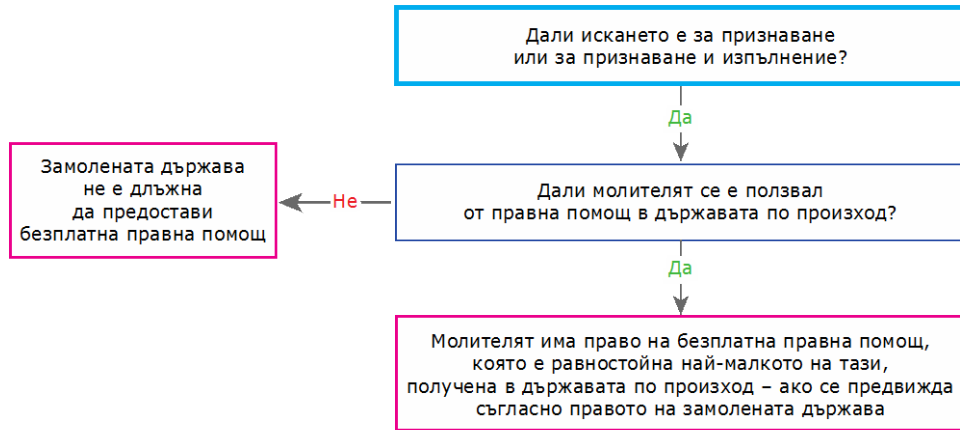 Дали искането е за признаване
или за признаване и изпълнение?
Да
Замолената държава
не е длъжна
да предостави
безплатна правна помощ
Не
Дали молителят се е ползвал
от правна помощ в държавата по произход?
Да
Молителят има право на безплатна правна помощ,
която е равностойна най-малкото на тази,
получена в държавата по произход – ако се предвижда
съгласно правото на замолената държава